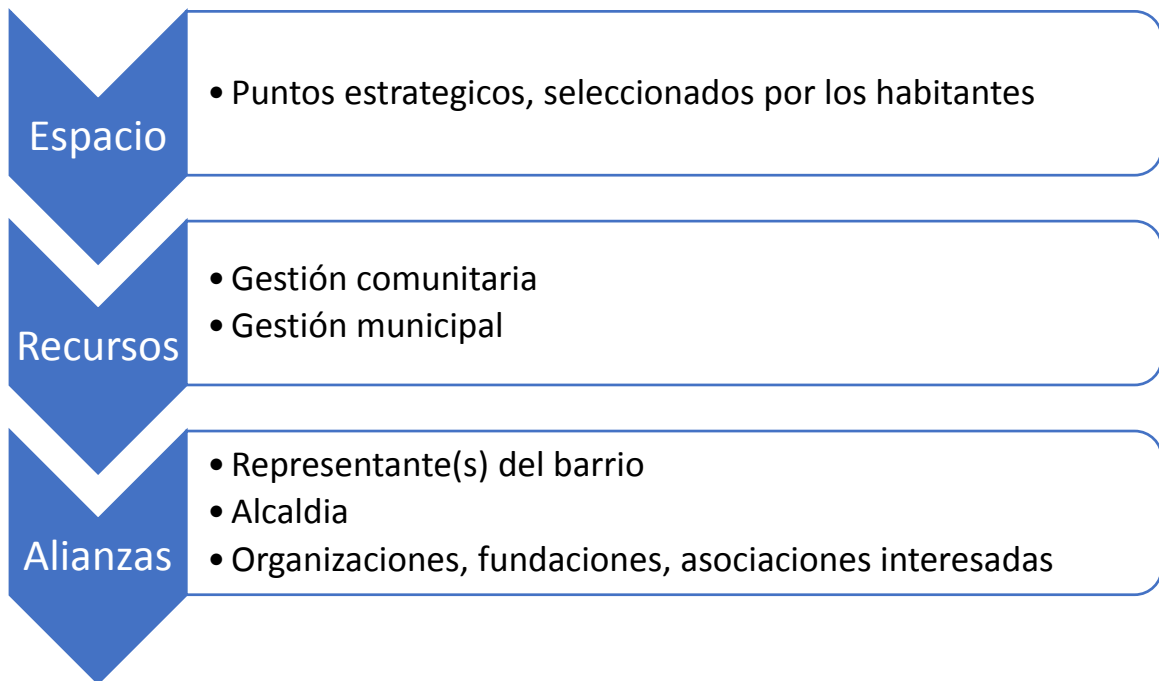 Espacio
• Puntos estrategicos, seleccionados por los habitantes
Recursos
• Gestión comunitaria
• Gestión municipal
Alianzas
• Representante(s) del barrio
• Alcaldia
• Organizaciones, fundaciones, asociaciones interesadas